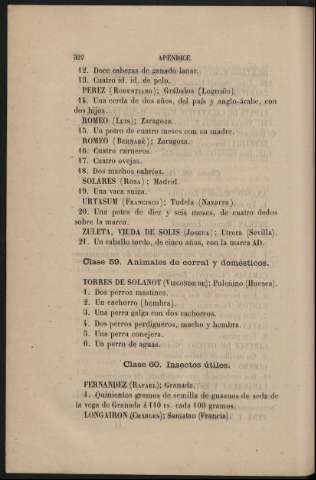 322 APÉNDICE.
12. Doce cabezas de ganado lanar.
13. Cuatro id. id. de pelo.
PEREZ (RUDESTIANO); Grábalos (Logroño).
14. Una cerda de dos años, del país y anglo-árabe, con
dos hijos.
ROMEO (LUIS); Zaragoza.
15. Un potro de cuatro meses con su madre.
ROMEO (BERNABÉ); Zaragoza.
16. Cuatro carneros.
17. Cuatro ovejas.
18. Dos machos cabríos.
SOLARES (ROSA); Madrid.
19. Una vaca suiza.
URTASUM (FRANCISCO); Tudela (Navarra).
20. Una potra de diez y seis meses, de cuatro dedos
sobre la marca.
ZULETA, VIUDA DE SOLIS (JOSEFA); Utrera (Sevilla).
21. Un caballo tordo, de cinco años, con la marca AD.
Clase 59. Animales de corral y domésticos.
TORRES DE SOLANOT (VIZCONDE DE); Poleñino (Huesca).
1. Dos perros mastines.
2. Un cachorro (hembra).
3. Una perra galga con dos cachorros.
4. Dos perros perdigueros, macho y hembra.
5. Una perra conejera.
6. Un perro de aguas.
Clase 60. Insectos útiles.
FERNANDEZ (RAFAEL); Granada.
1. Quinientos gramos de semilla de gusanos de seda de
la vega de Granada á 110 rs. cada 100 gramos.
LONGAIRON (CHARLES); Samatan (Francia).